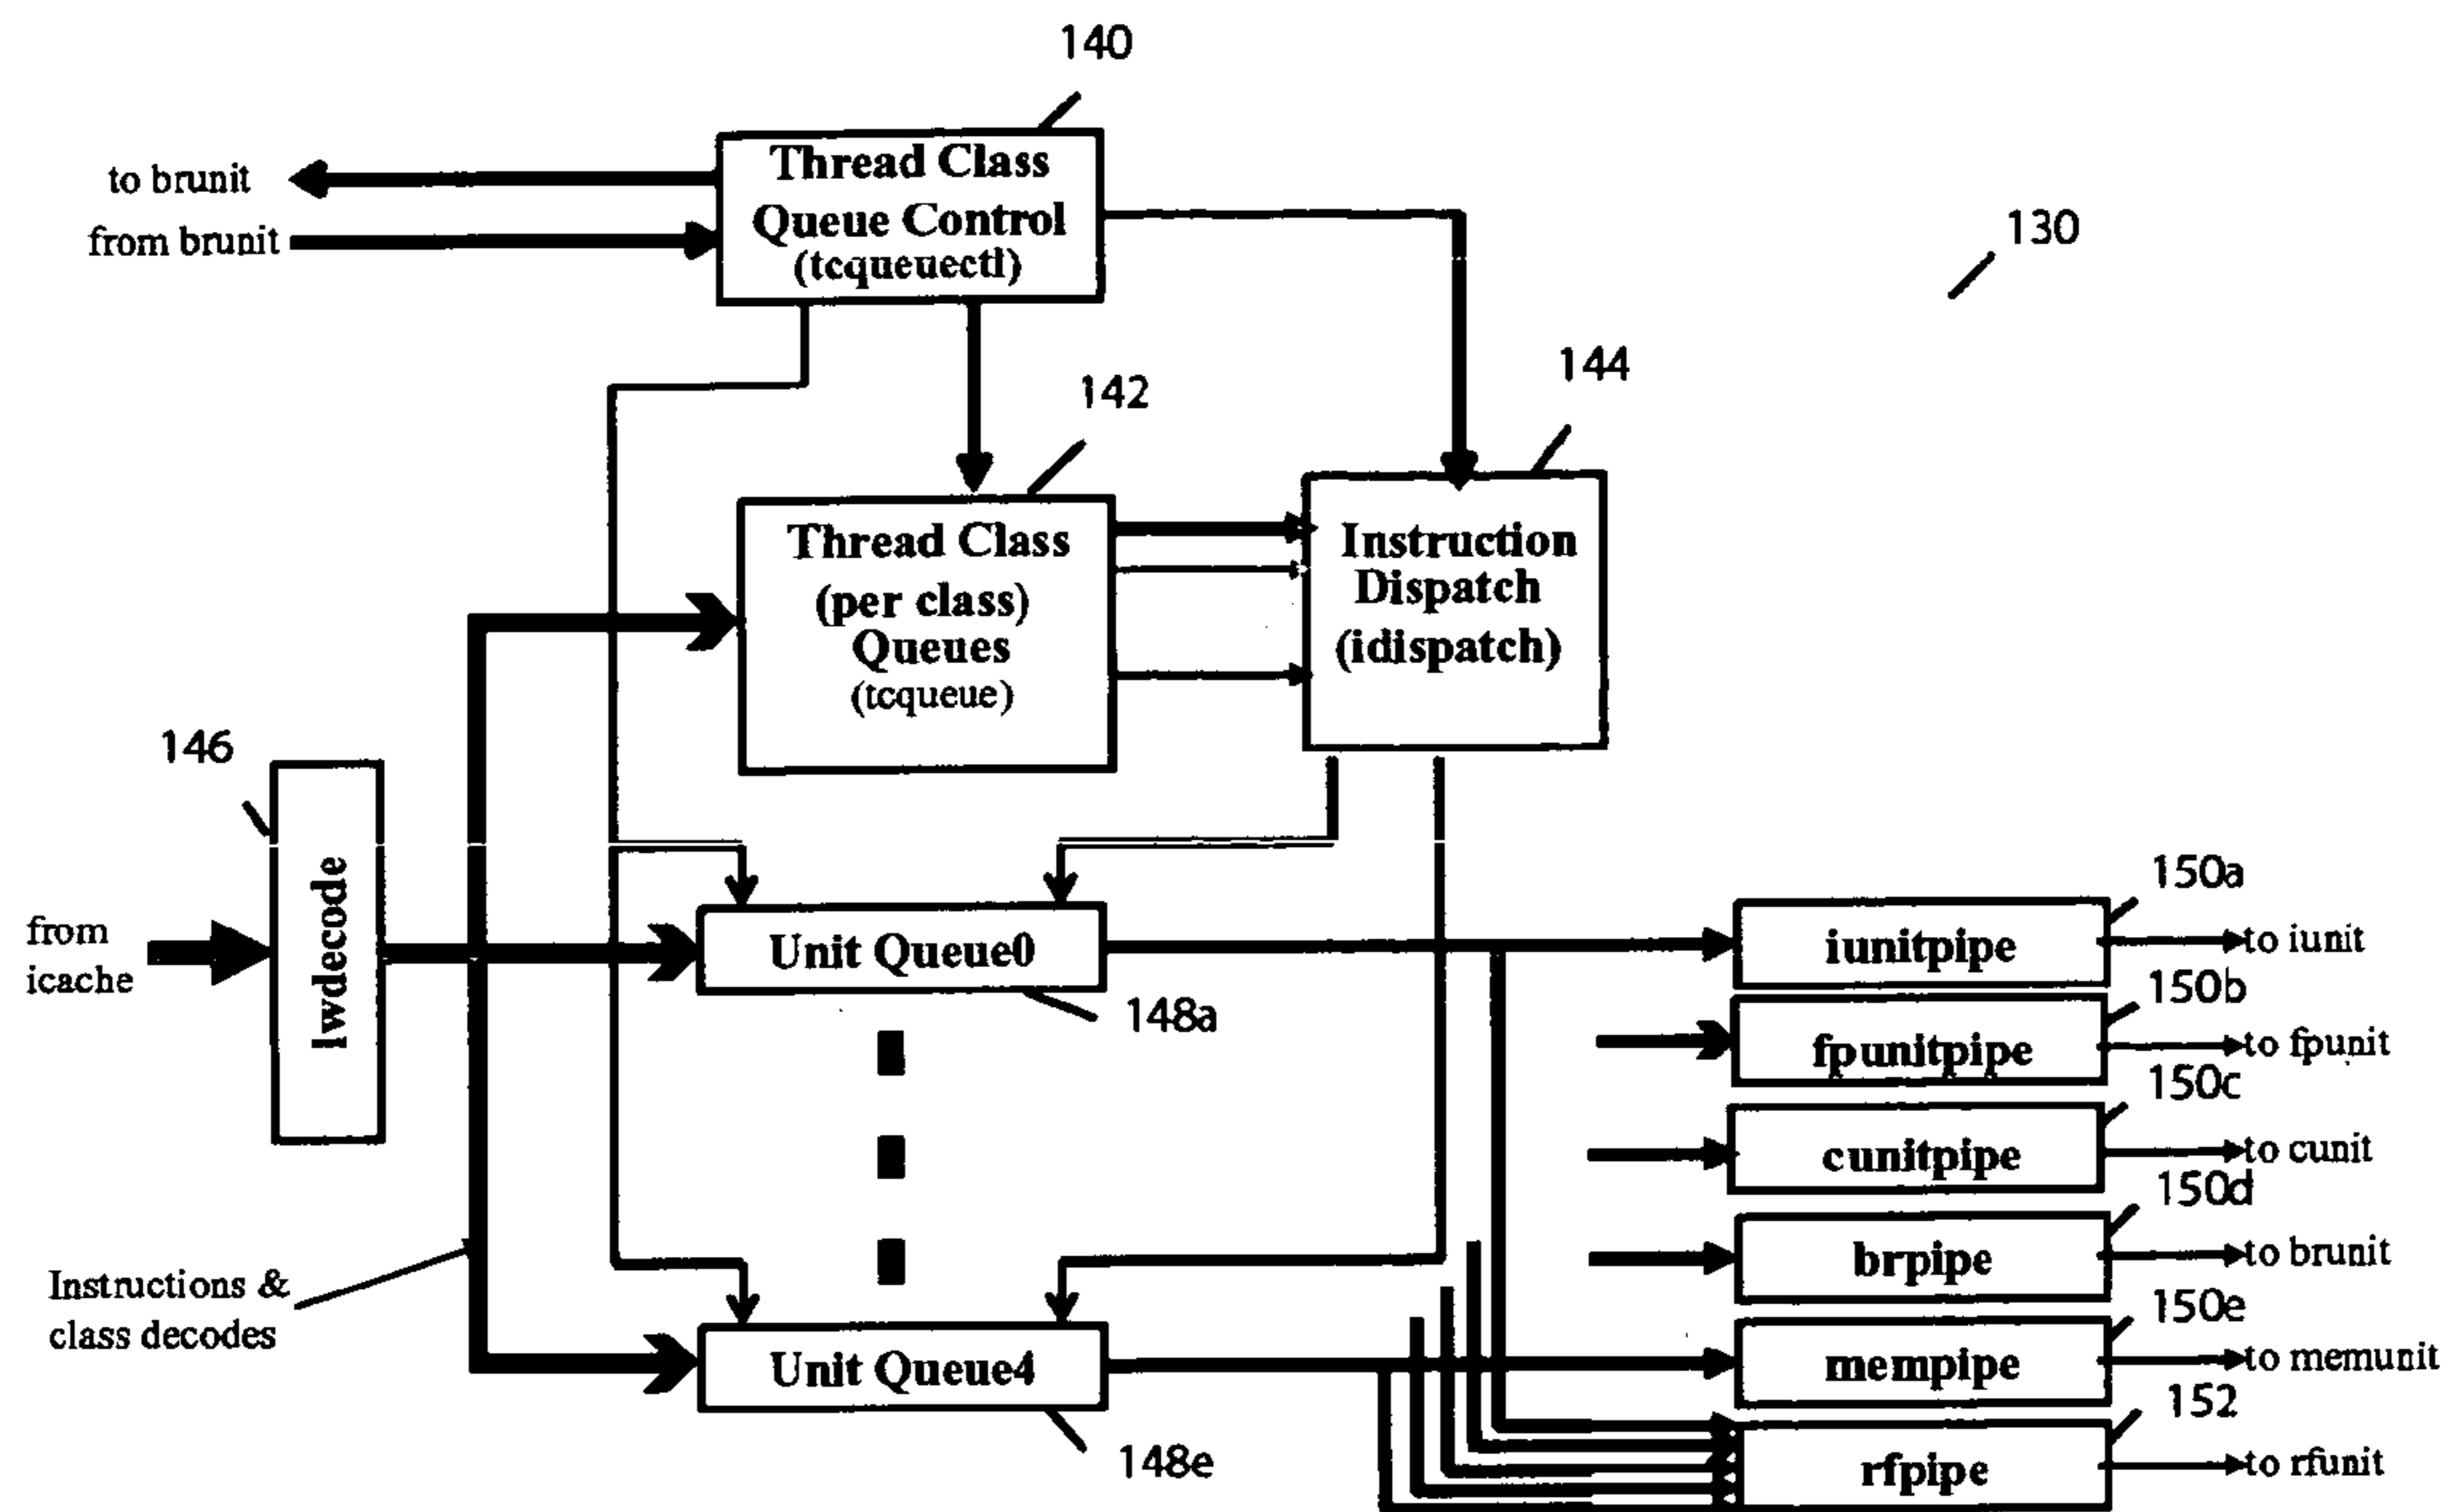 140
to brunit
from brunit
Thread Class
Queue Control
(tcqueuectl)
130
142
144
Thread Class
(per class)
Queues
(tcqueue)
Instruction
Dispatch
(idispatch)
146
lwdecode
from
icache
Unit Queue0
148a
150a
iunitpipe
to iunit
150b
fpunitpipe
to fpunit
150c
cunitpipe
to cunit
150d
brpipe
to brunit
150e
mempipe
to memunit
152
rfpipe
to rfunit
Instructions &
class decodes
Unit Queue4
148e